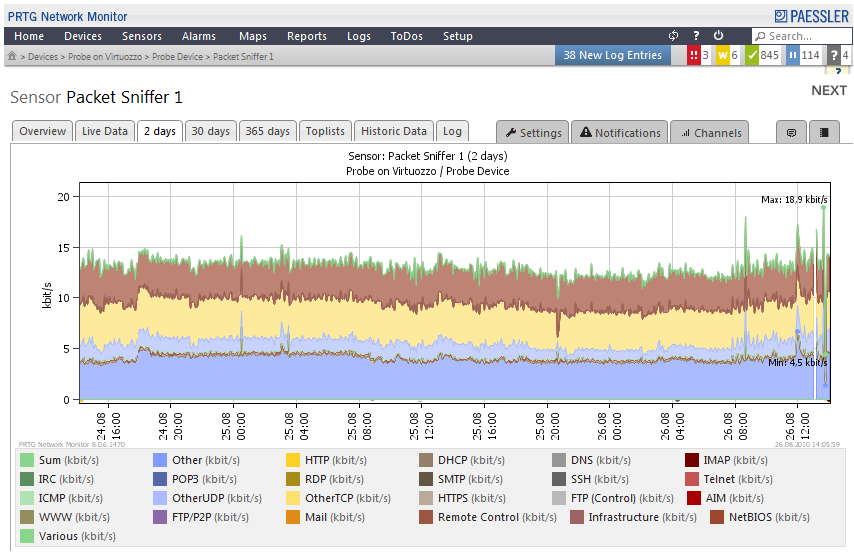 PRTG Network Monitor
PAESSLER
Home Devices Sensors Alarms Maps Reports Logs ToDos Setup
? Search...
> Devices > Probe on Virtuozzo > Probe Device > Packet Sniffer 1
38 New Log Entries !! 3 W 6 845 114 ? 4
?
Sensor Packet Sniffer 1
NEXT
Overview Live Data 2 days 30 days 365 days Toplists Historic Data Log Settings Notifications Channels
Sensor: Packet Sniffer 1 (2 days)
Probe on Virtuozzo / Probe Device
Max: 18,9 kbit/s
Min: 4,5 kbit/s
kbit/s
20
15
10
5
0
24.08 16:00
24.08 20:00
25.08 00:00
25.08 04:00
25.08 08:00
25.08 12:00
25.08 16:00
25.08 20:00
26.08 00:00
26.08 04:00
26.08 08:00
26.08 12:00
PRTG Network Monitor 8.06.1470
26.08.2010 14:05:59
Sum (kbit/s) Other (kbit/s) HTTP (kbit/s) DHCP (kbit/s) DNS (kbit/s) IMAP (kbit/s)
IRC (kbit/s) POP3 (kbit/s) RDP (kbit/s) SMTP (kbit/s) SSH (kbit/s) Telnet (kbit/s)
ICMP (kbit/s) OtherUDP (kbit/s) OtherTCP (kbit/s) HTTPS (kbit/s) FTP (Control) (kbit/s) AIM (kbit/s)
WWW (kbit/s) FTP/P2P (kbit/s) Mail (kbit/s) Remote Control (kbit/s) Infrastructure (kbit/s) NetBIOS (kbit/s)
Various (kbit/s)